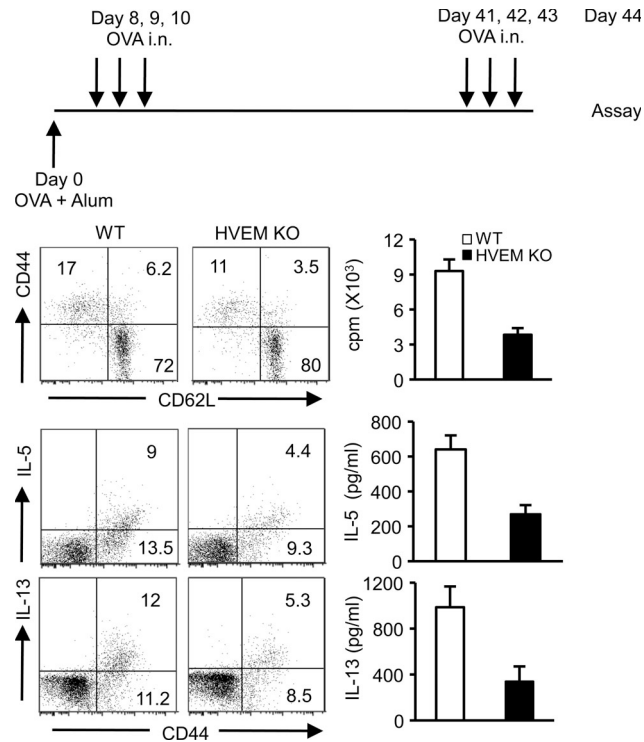 Day 8, 9, 10
OVA i.n.
Day 41, 42, 43
OVA i.n.
Day 44
Assay
Day 0
OVA + Alum
WT
HVEM KO
CD44
17
6.2
72
11
3.5
80
CD62L
cpm (X10³)
12
9
6
3
0
WT
HVEM KO
IL-5
9
13.5
4.4
9.3
IL-5 (pg/ml)
800
600
400
200
0
IL-13
12
11.2
5.3
8.5
CD44
IL-13 (pg/ml)
1200
800
400
0